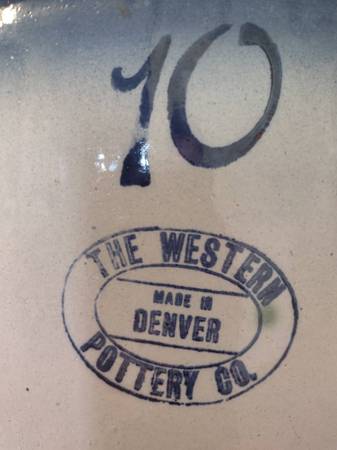 10
THE WESTERN
MADE IN
DENVER
POTTERY CO.